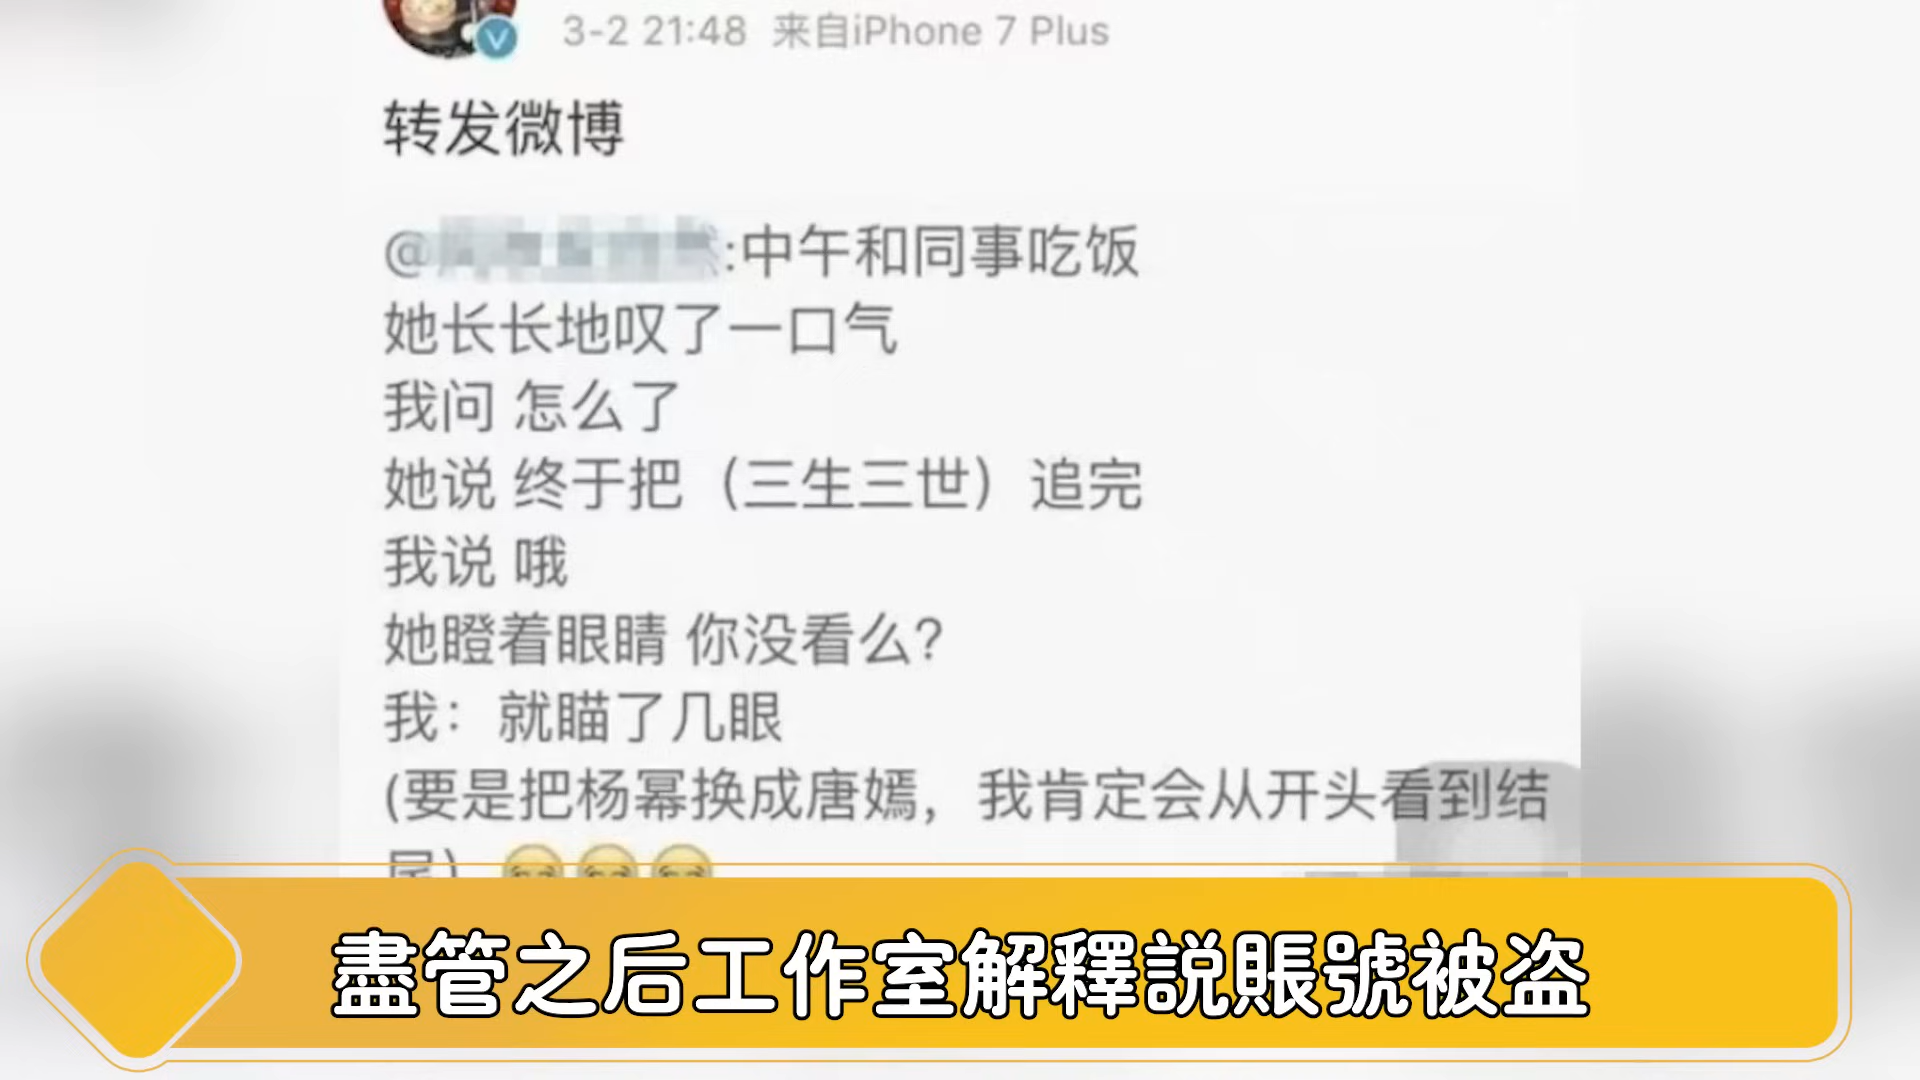 3-2 21:48 来自iPhone 7 Plus
转发微博
@ :中午和同事吃饭
她长长地叹了一口气
我问 怎么了
她说 终于把（三生三世）追完
我说 哦
她瞪着眼睛 你没看么?
我：就瞄了几眼
(要是把杨幂换成唐嫣，我肯定会从开头看到结
尾)
盡管之后工作室解釋説賬號被盗